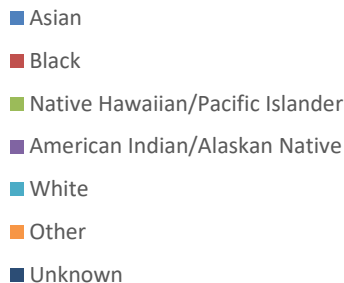 Asian
Black
Native Hawaiian/Pacific Islander
American Indian/Alaskan Native
White
Other
Unknown